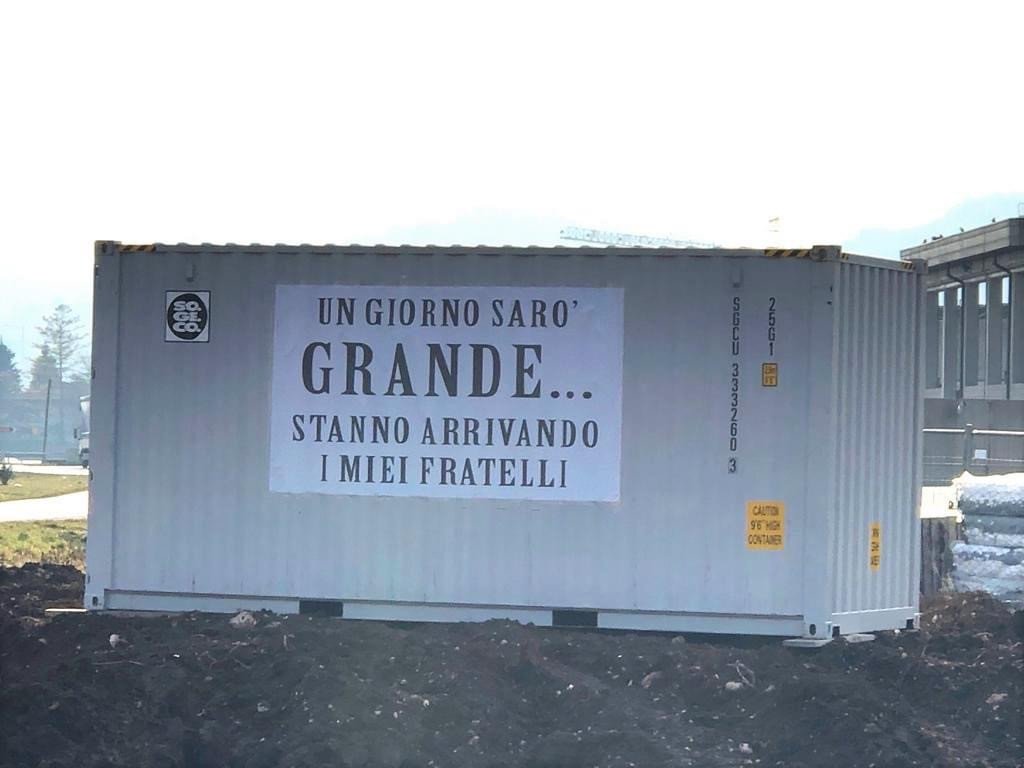 SO.
GE
CO.
UN GIORNO SARO'
GRANDE...
STANNO ARRIVANDO
I MIEI FRATELLI
SGCU 333260 3
25G1
CAUTION
9'6" HIGH
CONTAINER